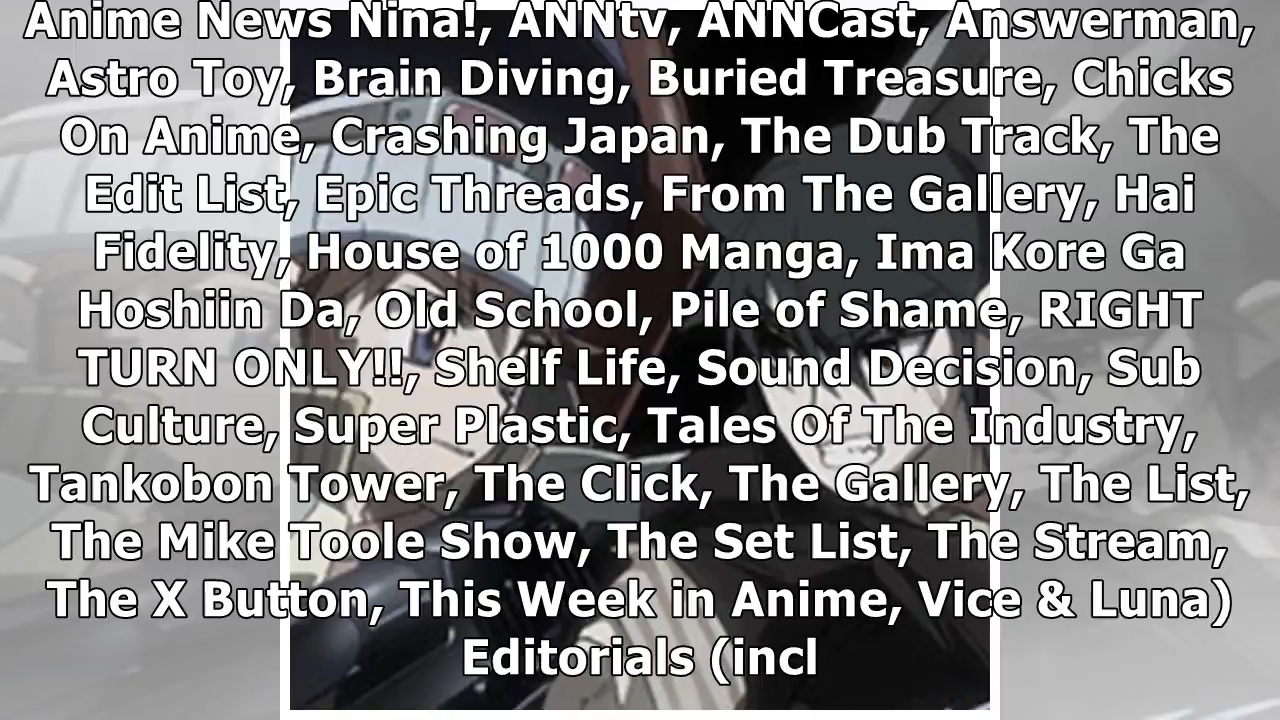 Anime News Nina!, ANNtv, ANNCast, Answerman,
Astro Toy, Brain Diving, Buried Treasure, Chicks
On Anime, Crashing Japan, The Dub Track, The
Edit List, Epic Threads, From The Gallery, Hai
Fidelity, House of 1000 Manga, Ima Kore Ga
Hoshiin Da, Old School, Pile of Shame, RIGHT
TURN ONLY!!, Shelf Life, Sound Decision, Sub
Culture, Super Plastic, Tales Of The Industry,
Tankobon Tower, The Click, The Gallery, The List,
The Mike Toole Show, The Set List, The Stream,
The X Button, This Week in Anime, Vice & Luna)
Editorials (incl